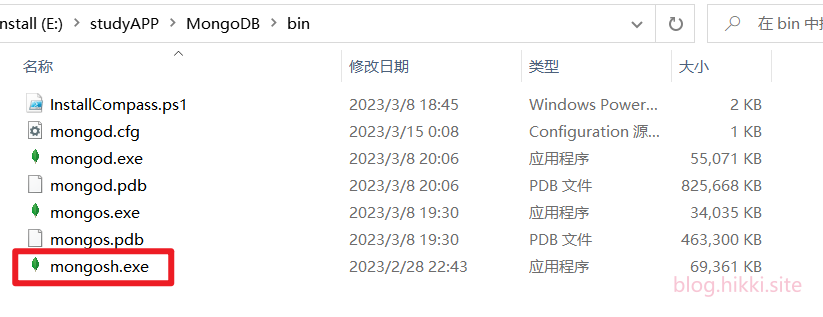 nstall (E:) > studyAPP > MongoDB > bin 在 bin 中
名称 修改日期 类型 大小
InstallCompass.ps1 2023/3/8 18:45 Windows Power... 2 KB
mongod.cfg 2023/3/15 0:08 Configuration 源... 1 KB
mongod.exe 2023/3/8 20:06 应用程序 55,071 KB
mongod.pdb 2023/3/8 20:06 PDB 文件 825,668 KB
mongos.exe 2023/3/8 19:30 应用程序 34,035 KB
mongos.pdb 2023/3/8 19:30 PDB 文件 463,300 KB
mongosh.exe 2023/2/28 22:43 应用程序 69,361 KB
blog.hikki.site